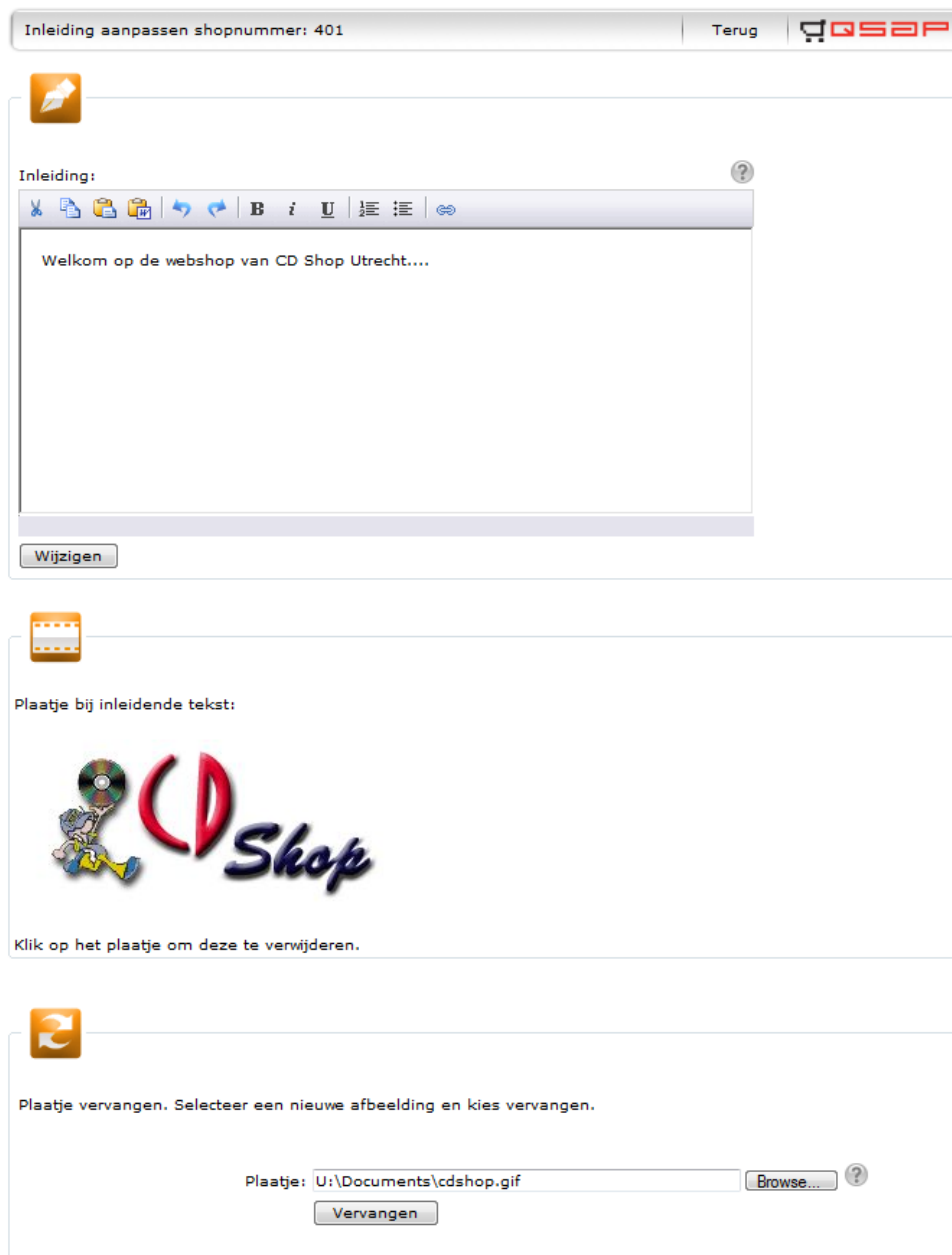 Inleiding aanpassen shopnummer: 401
Terug
QSAP
Inleiding:
B i U
Welkom op de webshop van CD Shop Utrecht....
Wijzigen
Plaatje bij inleidende tekst:
CD
Shop
Klik op het plaatje om deze te verwijderen.
Plaatje vervangen. Selecteer een nieuwe afbeelding en kies vervangen.
Plaatje: U:\Documents\cdshop.gif Browse...
Vervangen